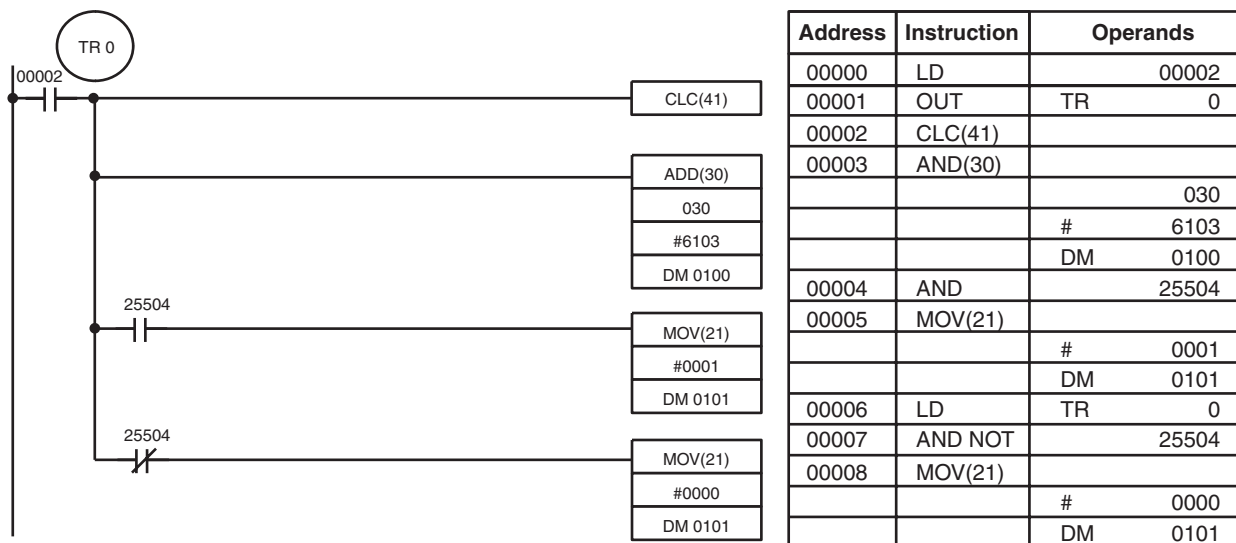 TR 0
00002
CLC(41)
ADD(30)
030
#6103
DM 0100
25504
MOV(21)
#0001
DM 0101
25504
MOV(21)
#0000
DM 0101
Address Instruction Operands
00000 LD 00002
00001 OUT TR 0
00002 CLC(41)
00003 AND(30)
030
# 6103
DM 0100
00004 AND 25504
00005 MOV(21)
# 0001
DM 0101
00006 LD TR 0
00007 AND NOT 25504
00008 MOV(21)
# 0000
DM 0101